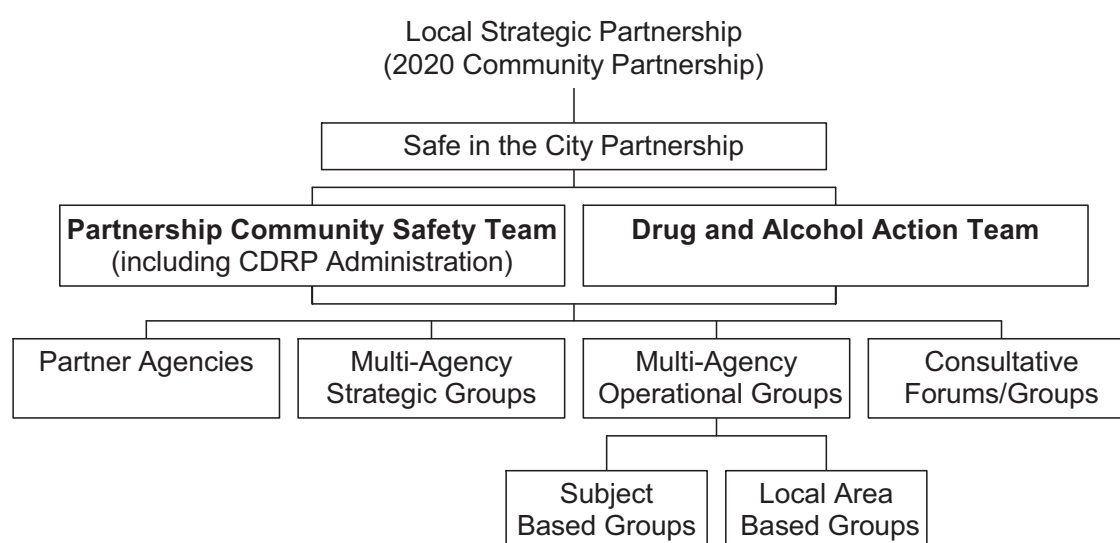 Local Strategic Partnership
(2020 Community Partnership)
Safe in the City Partnership
Partnership Community Safety Team
(including CDRP Administration)
Drug and Alcohol Action Team
Partner Agencies
Multi-Agency
Strategic Groups
Multi-Agency
Operational Groups
Consultative
Forums/Groups
Subject
Based Groups
Local Area
Based Groups